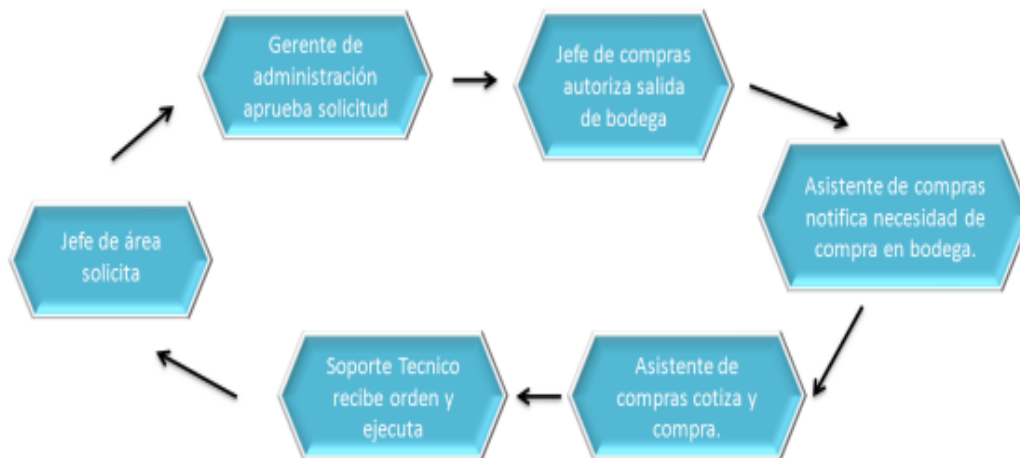 Gerente de
administración
aprueba solicitud
Jefe de compras
autoriza salida
de bodega
Asistente de compras
notifica necesidad de
compra en bodega.
Asistente de
compras cotiza y
compra.
Soporte Tecnico
recibe orden y
ejecuta
Jefe de área
solicita